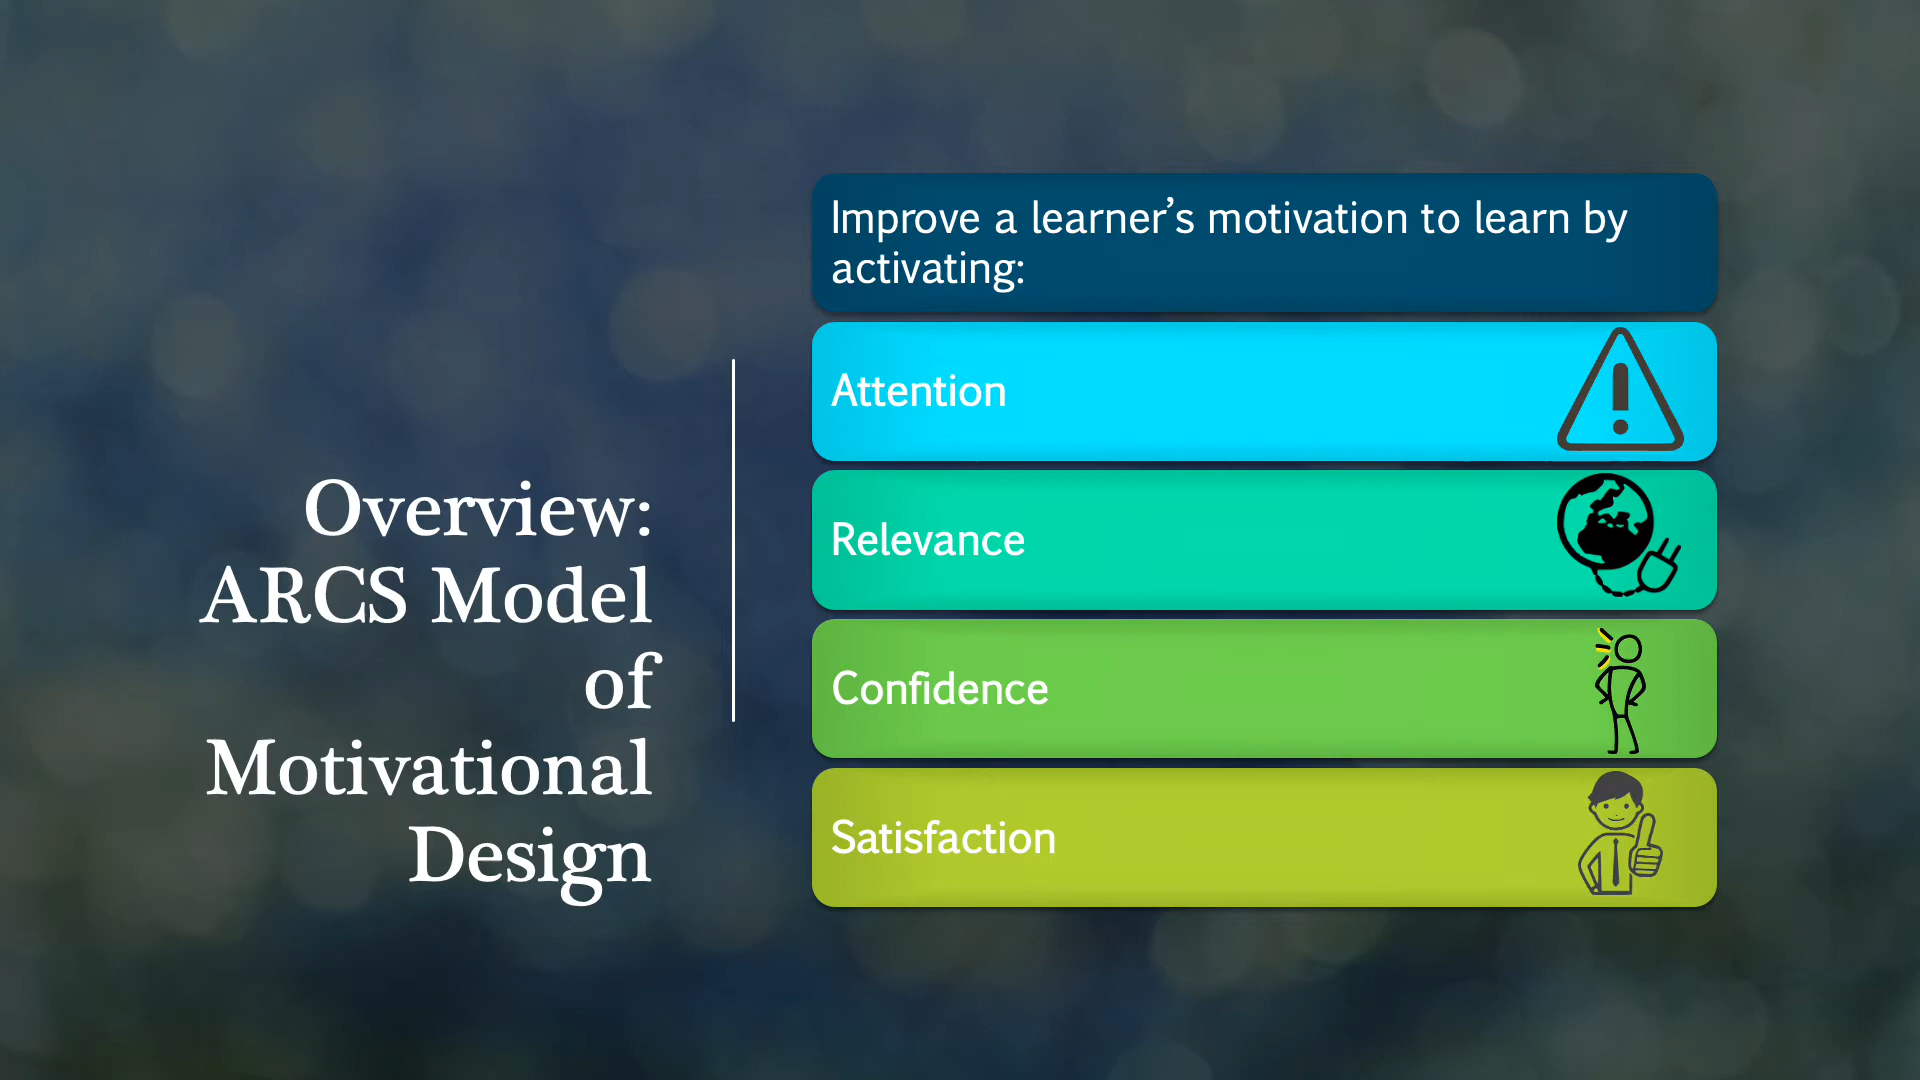 Overview:
ARCS Model
of
Motivational
Design
Improve a learner’s motivation to learn by
activating:
Attention
Relevance
Confidence
Satisfaction